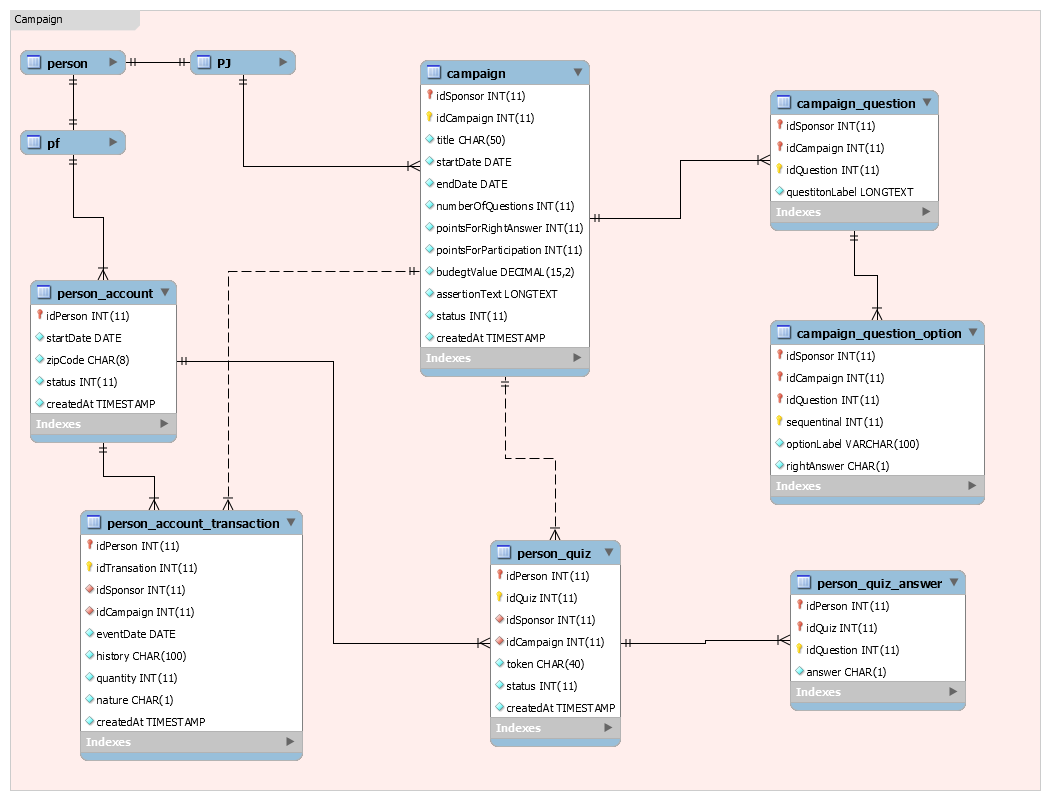 Campaign
person
PJ
pf
campaign
idSponsor INT(11)
idCampaign INT(11)
title CHAR(50)
startDate DATE
endDate DATE
numberOfQuestions INT(11)
pointsForRightAnswer INT(11)
pointsForParticipation INT(11)
budegtValue DECIMAL(15,2)
assertionText LONGTEXT
status INT(11)
createdAt TIMESTAMP
Indexes
campaign_question
idSponsor INT(11)
idCampaign INT(11)
idQuestion INT(11)
questitonLabel LONGTEXT
Indexes
person_account
idPerson INT(11)
startDate DATE
zipCode CHAR(8)
status INT(11)
createdAt TIMESTAMP
Indexes
campaign_question_option
idSponsor INT(11)
idCampaign INT(11)
idQuestion INT(11)
sequentinal INT(11)
optionLabel VARCHAR(100)
rightAnswer CHAR(1)
Indexes
person_account_transaction
idPerson INT(11)
idTransation INT(11)
idSponsor INT(11)
idCampaign INT(11)
eventDate DATE
history CHAR(100)
quantity INT(11)
nature CHAR(1)
createdAt TIMESTAMP
Indexes
person_quiz
idPerson INT(11)
idQuiz INT(11)
idSponsor INT(11)
idCampaign INT(11)
token CHAR(40)
status INT(11)
createdAt TIMESTAMP
Indexes
person_quiz_answer
idPerson INT(11)
idQuiz INT(11)
idQuestion INT(11)
answer CHAR(1)
Indexes